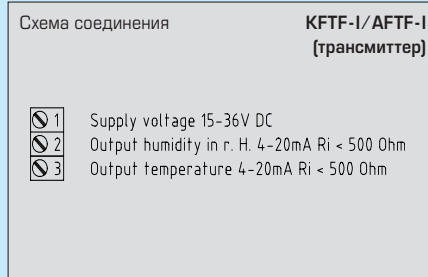 Схема соединения KFTF-I/AFTF-I
(трансмиттер)
1 Supply voltage 15-36V DC
2 Output humidity in r. H. 4-20mA Ri < 500 Ohm
3 Output temperature 4-20mA Ri < 500 Ohm